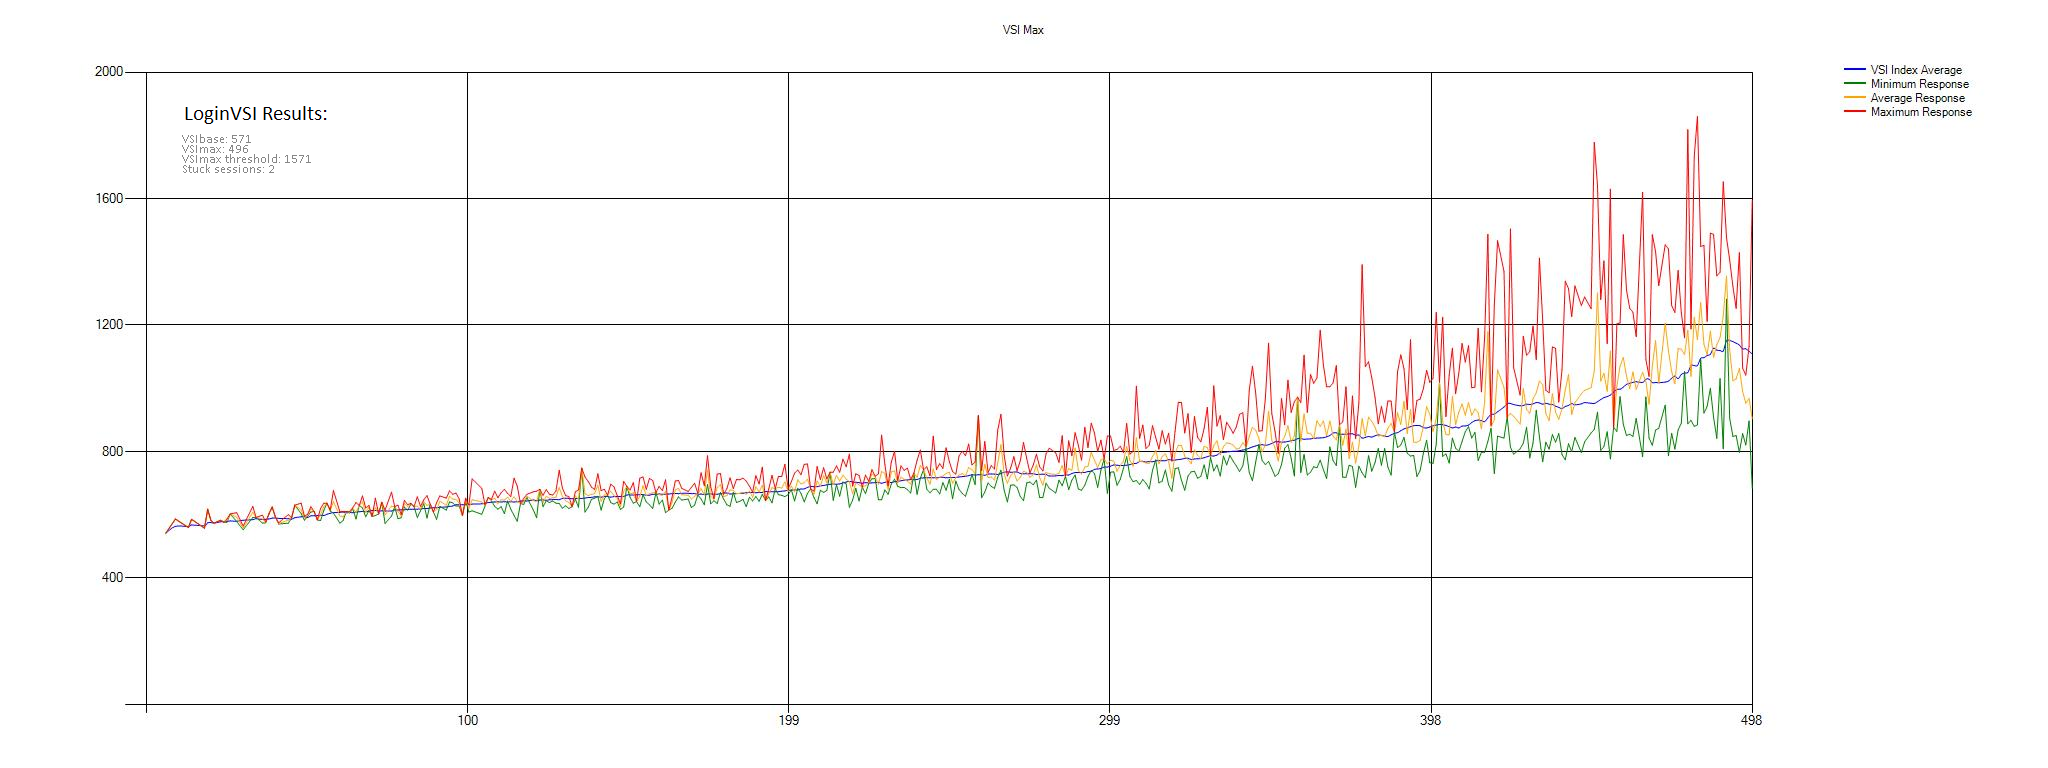 VSI Max
2000
1600
1200
800
400
LoginVSI Results:
VSIbase: 571
VSImax: 496
VSImax threshold: 1571
Stuck sessions: 2
100
199
299
398
498
VSI Index Average
Minimum Response
Average Response
Maximum Response